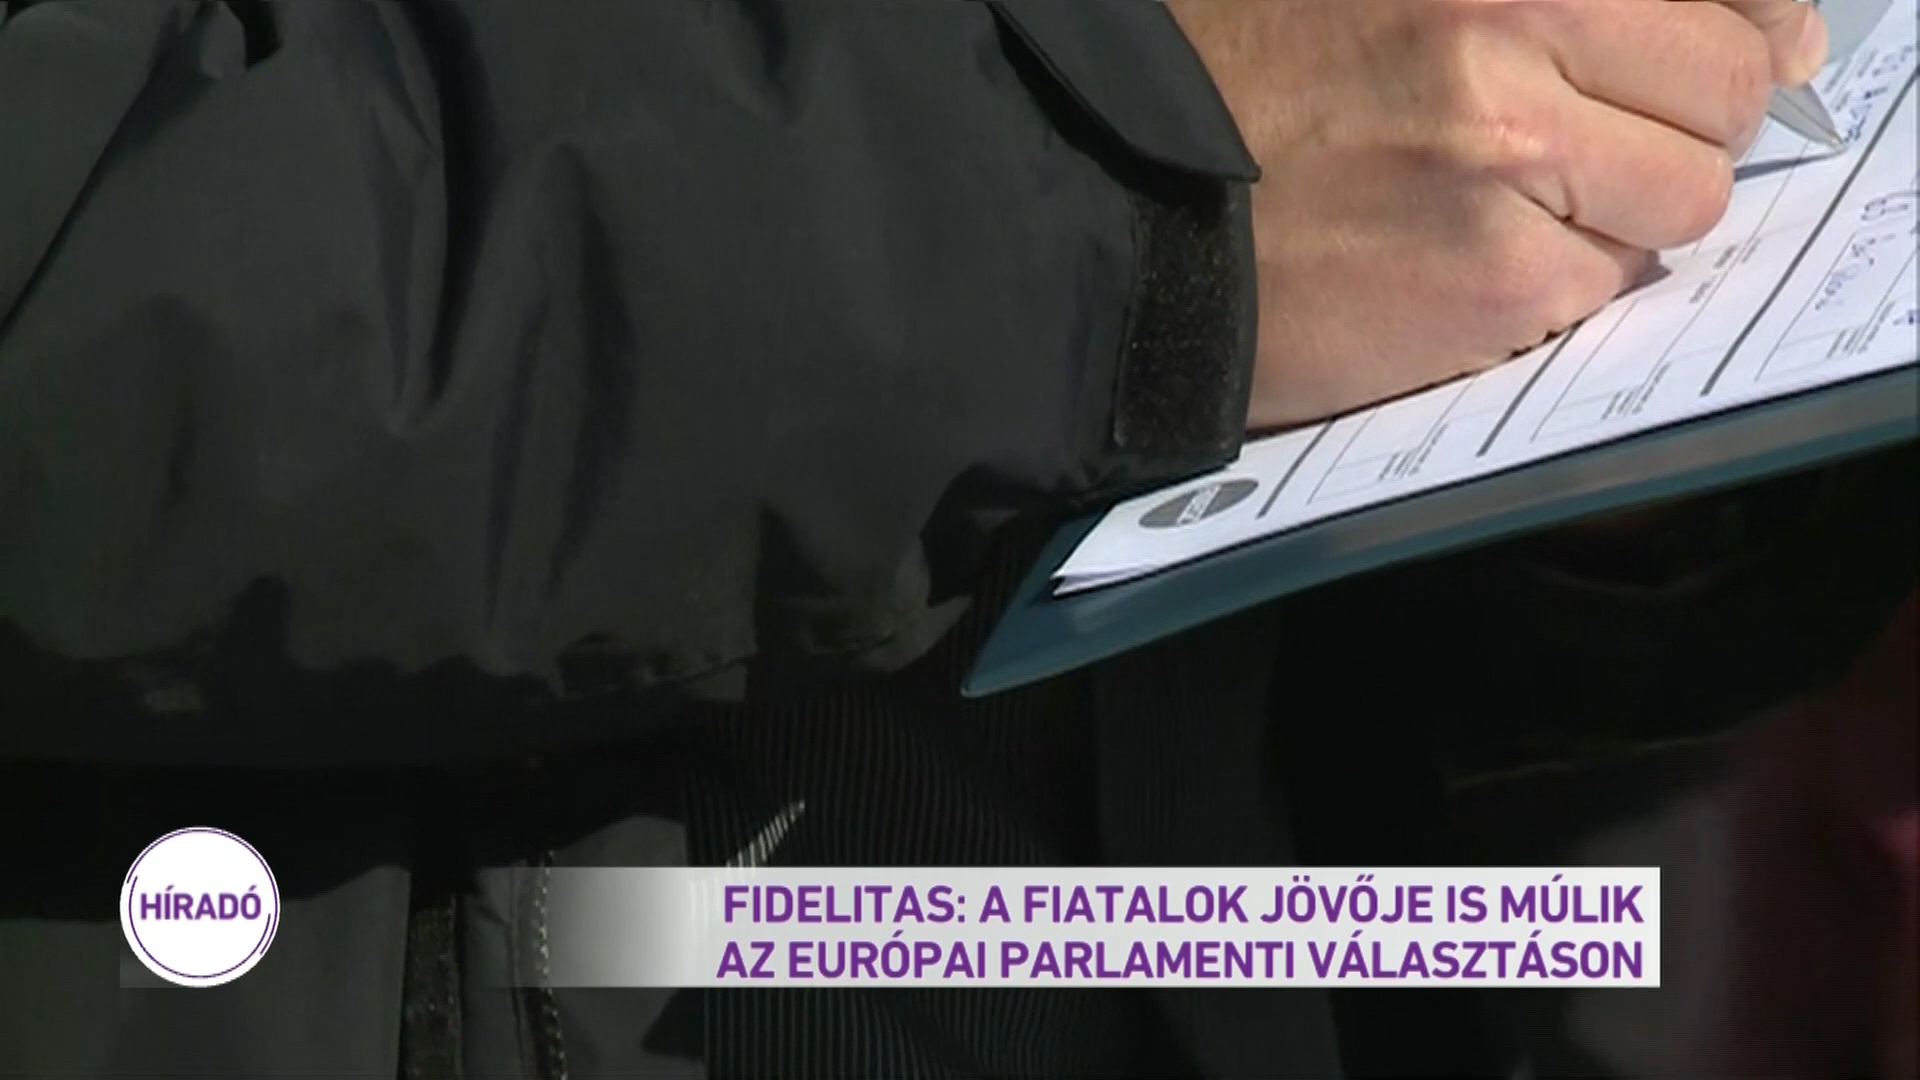 HÍRADÓ
FIDELITAS: A FIATALOK JÖVŐJE IS MÚLIK
AZ EURÓPAI PARLAMENTI VÁLASZTÁSON